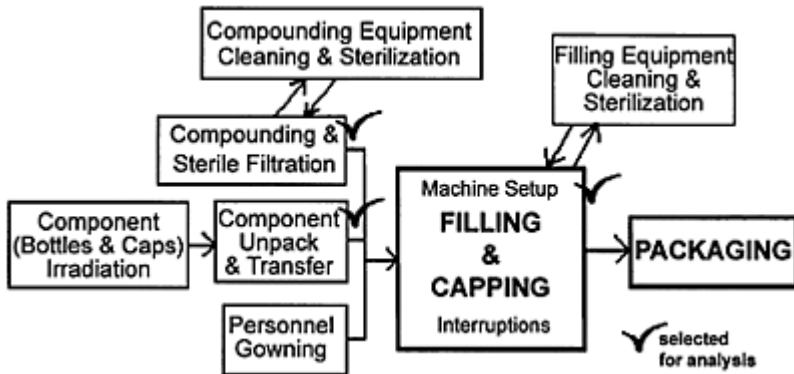 Compounding Equipment
Cleaning & Sterilization
Filling Equipment
Cleaning &
Sterilization
Compounding &
Sterile Filtration
Component
(Bottles & Caps)
Irradiation
Component
Unpack
& Transfer
Personnel
Gowning
Machine Setup
FILLING
&
CAPPING
Interruptions
PACKAGING
selected
for analysis